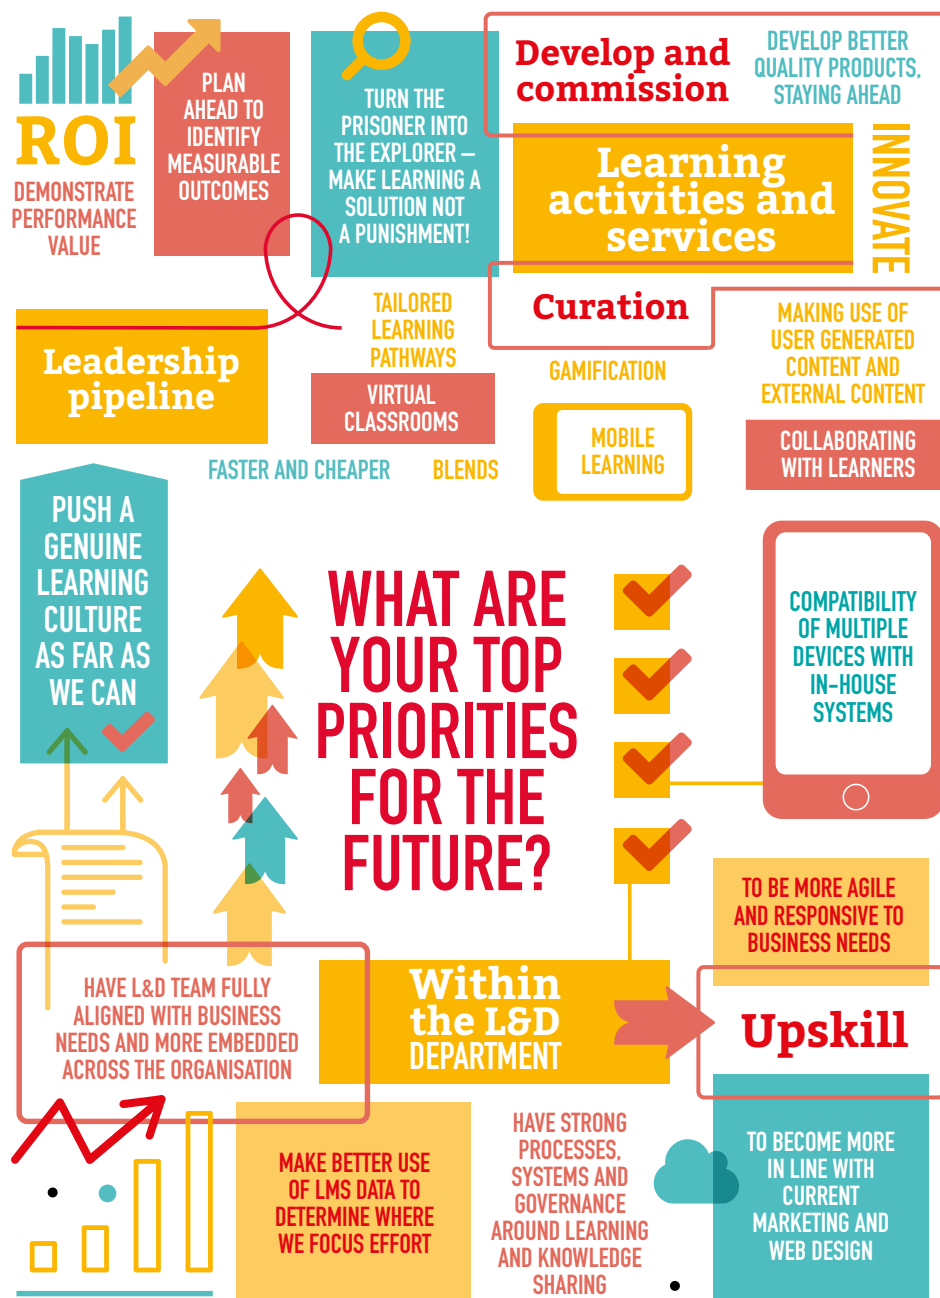 ROI
DEMONSTRATE
PERFORMANCE
VALUE
PLAN
AHEAD TO
IDENTIFY
MEASURABLE
OUTCOMES
TURN THE
PRISONER INTO
THE EXPLORER –
MAKE LEARNING A
SOLUTION NOT
A PUNISHMENT!
Develop and
commission
DEVELOP BETTER
QUALITY PRODUCTS,
STAYING AHEAD
Learning
activities and
services
INNOVATE
Curation
Leadership
pipeline
TAILORED
LEARNING
PATHWAYS
VIRTUAL
CLASSROOMS
GAMIFICATION
MAKING USE OF
USER GENERATED
CONTENT AND
EXTERNAL CONTENT
FASTER AND CHEAPER
BLENDS
MOBILE
LEARNING
COLLABORATING
WITH LEARNERS
PUSH A
GENUINE
LEARNING
CULTURE
AS FAR AS
WE CAN
WHAT ARE
YOUR TOP
PRIORITIES
FOR THE
FUTURE?
COMPATIBILITY
OF MULTIPLE
DEVICES WITH
IN-HOUSE
SYSTEMS
TO BE MORE AGILE
AND RESPONSIVE TO
BUSINESS NEEDS
HAVE L&D TEAM FULLY
ALIGNED WITH BUSINESS
NEEDS AND MORE EMBEDDED
ACROSS THE ORGANISATION
Within
the L&D
DEPARTMENT
Upskill
MAKE BETTER USE
OF LMS DATA TO
DETERMINE WHERE
WE FOCUS EFFORT
HAVE STRONG
PROCESSES,
SYSTEMS AND
GOVERNANCE
AROUND LEARNING
AND KNOWLEDGE
SHARING
TO BECOME MORE
IN LINE WITH
CURRENT
MARKETING AND
WEB DESIGN